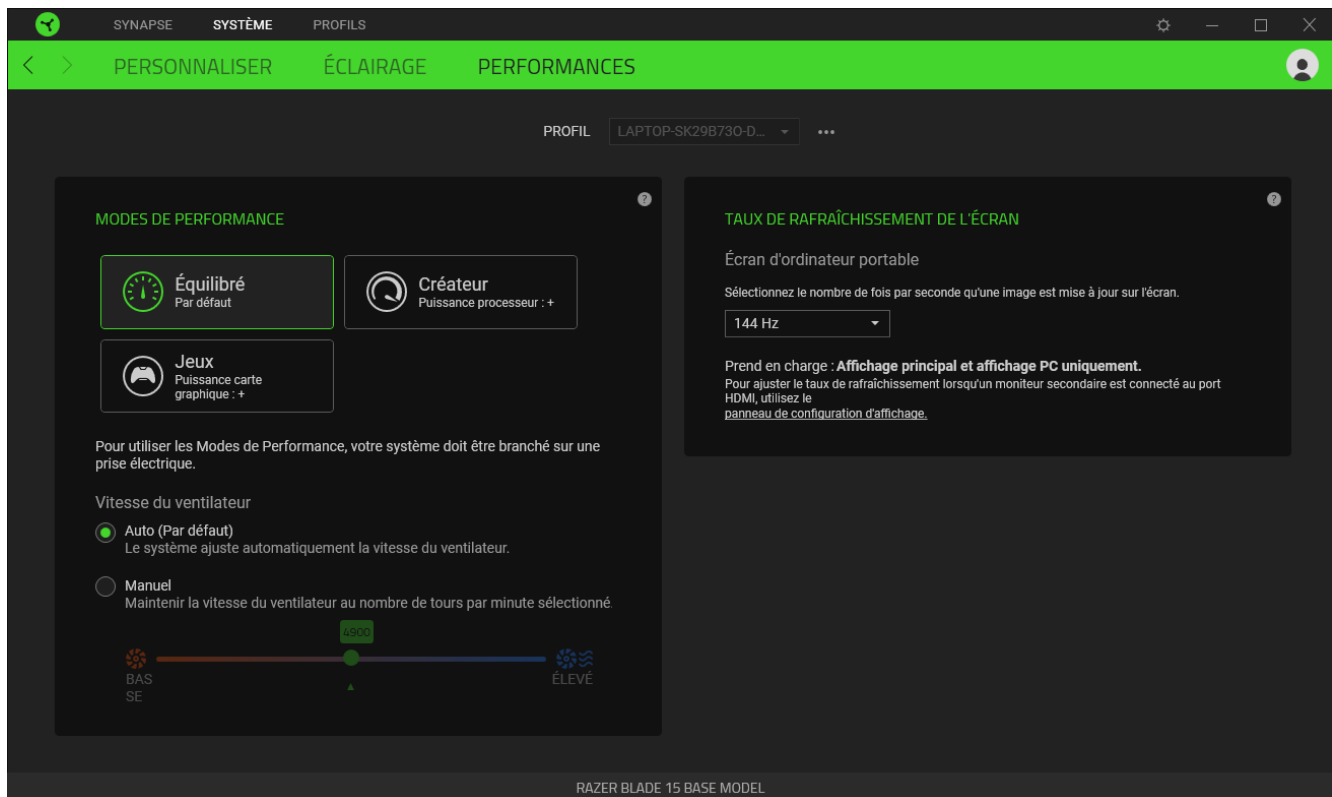 SYNAPSE SYSTÈME PROFILS
PERSONNALISER ÉCLAIRAGE PERFORMANCES
PROFIL LAPTOP-SK29B73O-D...
MODES DE PERFORMANCE
Équilibré
Par défaut
Créateur
Puissance processeur : +
Jeux
Puissance carte
graphique : +
Pour utiliser les Modes de Performance, votre système doit être branché sur une
prise électrique.
Vitesse du ventilateur
Auto (Par défaut)
Le système ajuste automatiquement la vitesse du ventilateur.
Manuel
Maintenir la vitesse du ventilateur au nombre de tours par minute sélectionné.
4900
BAS
SE
ÉLEVÉ
TAUX DE RAFRAÎCHISSEMENT DE L'ÉCRAN
Écran d'ordinateur portable
Sélectionnez le nombre de fois par seconde qu'une image est mise à jour sur l'écran.
144 Hz
Prend en charge : Affichage principal et affichage PC uniquement.
Pour ajuster le taux de rafraîchissement lorsqu'un moniteur secondaire est connecté au port
HDMI, utilisez le
panneau de configuration d'affichage.
RAZER BLADE 15 BASE MODEL